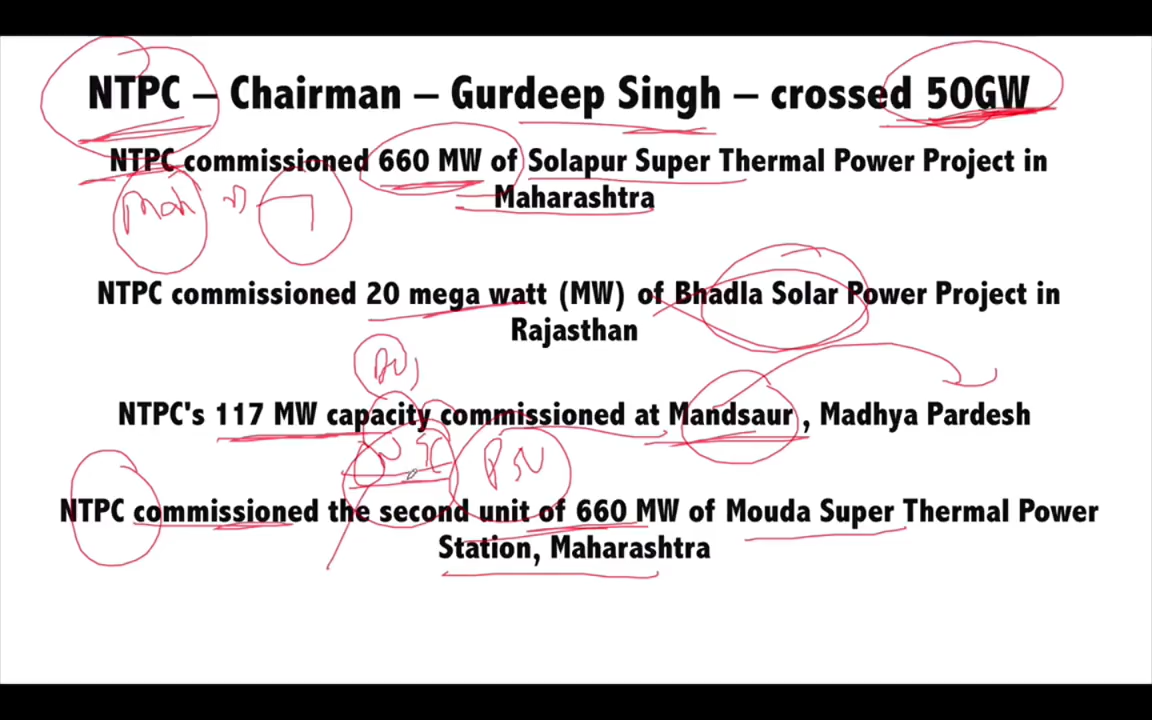 NTPC – Chairman – Gurdeep Singh – crossed 50GW
NTPC commissioned 660 MW of Solapur Super Thermal Power Project in
Maharashtra
Mah
NTPC commissioned 20 mega watt (MW) of Bhadla Solar Power Project in
Rajasthan
NTPC's 117 MW capacity commissioned at Mandsaur , Madhya Pardesh
PSU
NTPC commissioned the second unit of 660 MW of Mouda Super Thermal Power
Station, Maharashtra